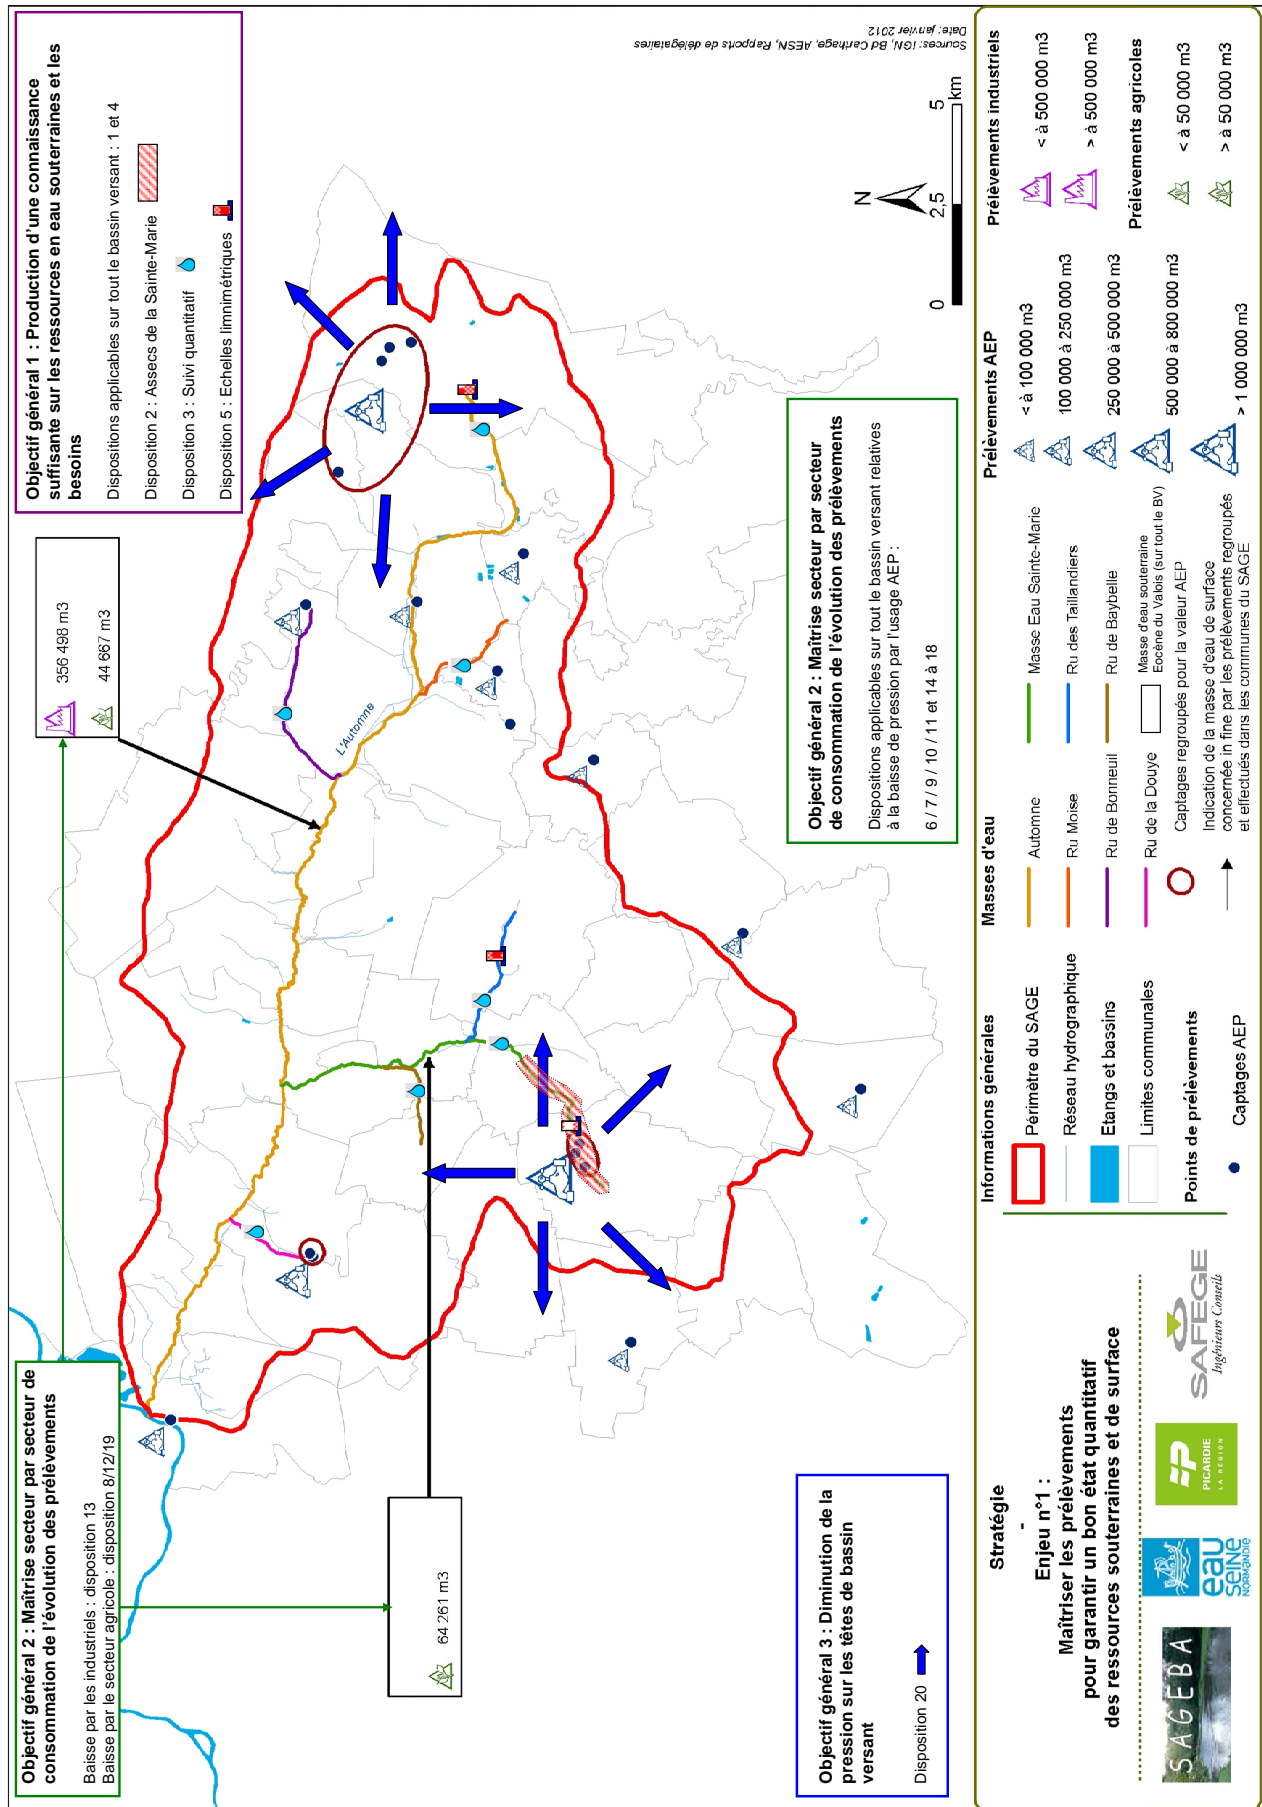 Objectif général 2 : Maîtrise secteur par secteur de
consommation de l'évolution des prélèvements
Baisse par les industriels : disposition 13
Baisse par le secteur agricole : disposition 8/12/19
356 498 m3
44 667 m3
Objectif général 1 : Production d'une connaissance
suffisante sur les ressources en eau souterraines et les
besoins
Dispositions applicables sur tout le bassin versant : 1 et 4
Disposition 2 : Assecs de la Sainte-Marie
Disposition 3 : Suivi quantitatif
Disposition 5 : Echelles limnimétriques
L'Automne
64 261 m3
Objectif général 3 : Diminution de la
pression sur les têtes de bassin
versant
Disposition 20
Objectif général 2 : Maîtrise secteur par secteur
de consommation de l'évolution des prélèvements
Dispositions applicables sur tout le bassin versant relatives
à la baisse de pression par l'usage AEP :
6 / 7 / 9 / 10 / 11 et 14 à 18
N
0 2,5 5
km
Sources: IGN, Bd Carthage, AESN, Rapports de délégataires
Date: janvier 2012
Stratégie
-
Enjeu n°1 :
Maîtriser les prélèvements
pour garantir un bon état quantitatif
des ressources souterraines et de surface
SAGEBA
eau
SEINE
NORMANDIE
PICARDIE
LA RÉGION
SAFEGE
Ingénieurs Conseils
Informations générales
Périmètre du SAGE
Réseau hydrographique
Etangs et bassins
Limites communales
Points de prélèvements
Captages AEP
Masses d'eau
Automne
Ru Moise
Ru de Bonneuil
Ru de la Douye
Masse Eau Sainte-Marie
Ru des Taillandiers
Ru de Baybelle
Masse d'eau souterraine
Eocène du Valois (sur tout le BV)
Captages regroupés pour la valeur AEP
Indication de la masse d'eau de surface
concernée in fine par les prélèvements regroupés
et effectués dans les communes du SAGE
Prélèvements AEP
< à 100 000 m3
100 000 à 250 000 m3
250 000 à 500 000 m3
500 000 à 800 000 m3
> 1 000 000 m3
Prélèvements industriels
< à 500 000 m3
> à 500 000 m3
Prélèvements agricoles
< à 50 000 m3
> à 50 000 m3